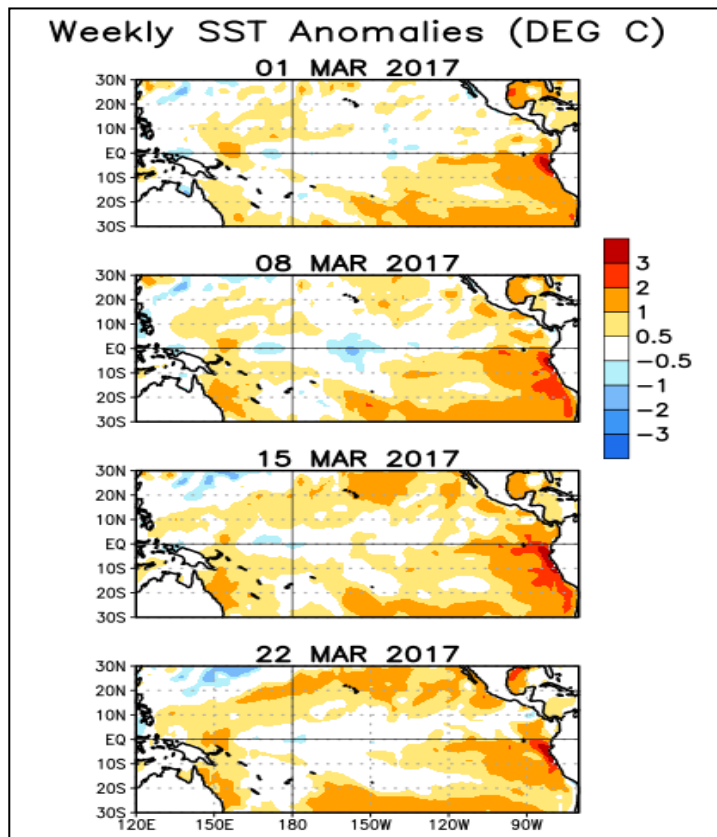 Weekly SST Anomalies (DEG C)
01 MAR 2017
30N
20N
10N
EQ
10S
20S
30S
08 MAR 2017
30N
20N
10N
EQ
10S
20S
30S
3
2
1
0.5
-0.5
-1
-2
-3
15 MAR 2017
30N
20N
10N
EQ
10S
20S
30S
22 MAR 2017
30N
20N
10N
EQ
10S
20S
30S
120E 150E 180 150W 120W 90W